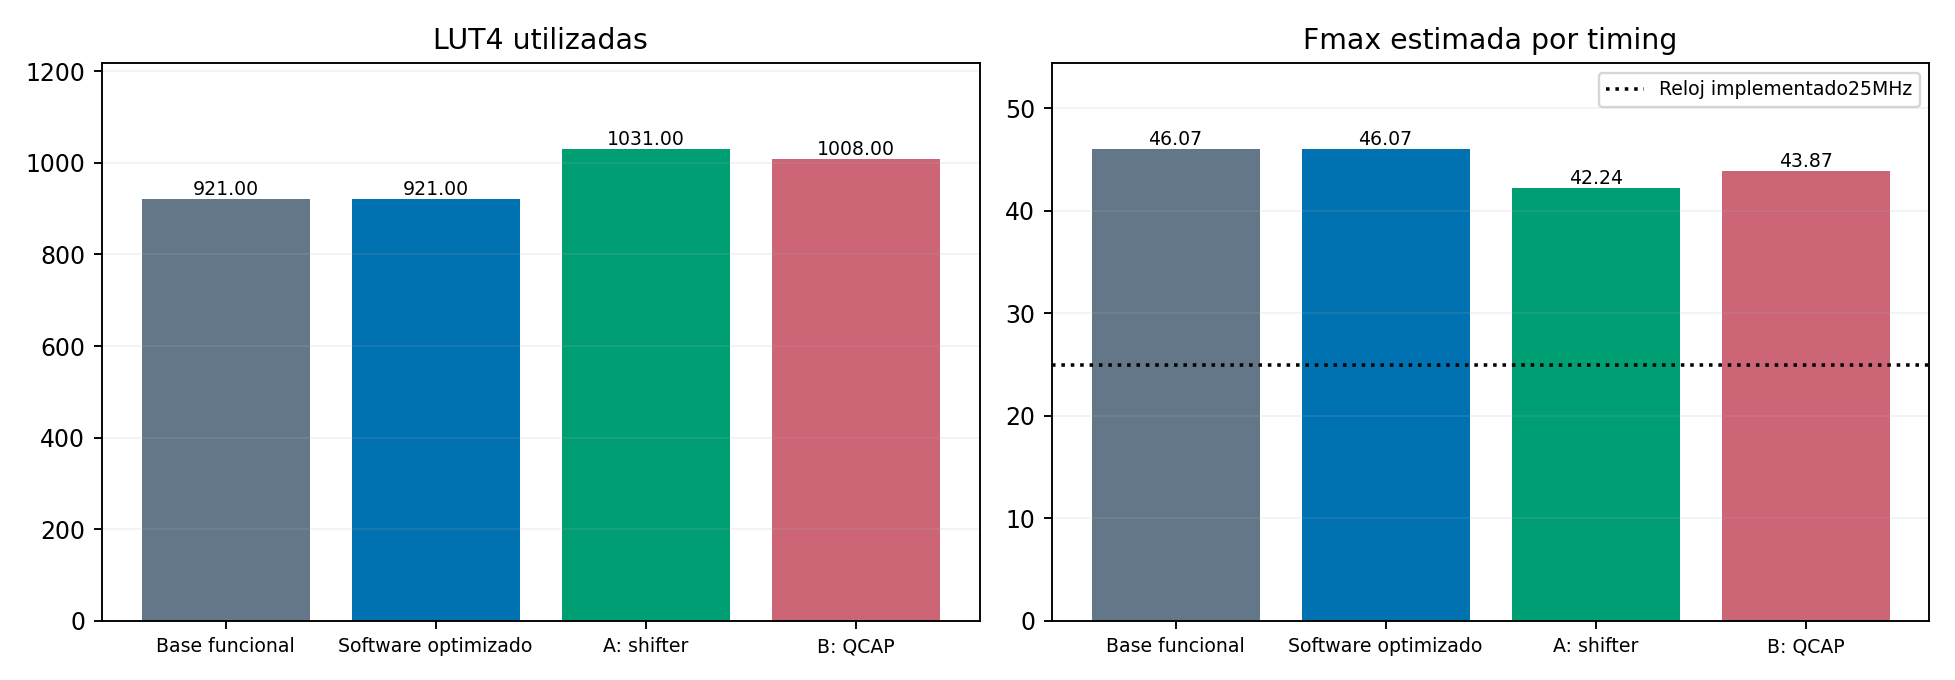 LUT4 utilizadas
1200
1000
800
600
400
200
0
921.00
921.00
1031.00
1008.00
Base funcional
Software optimizado
A: shifter
B: QCAP
Fmax estimada por timing
Reloj implementado25MHz
50
40
30
20
10
0
46.07
46.07
42.24
43.87
Base funcional
Software optimizado
A: shifter
B: QCAP